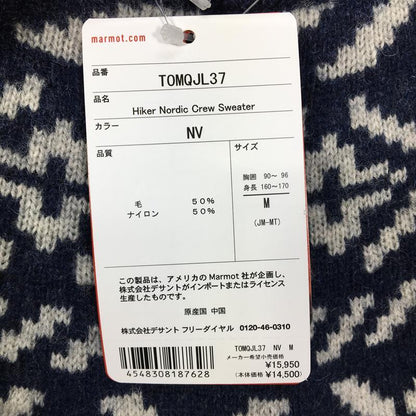 marmot.com
品番
TOMQJL37
品名
Hiker Nordic Crew Sweater
カラー
NV
品質
サイズ
毛 50%
ナイロン 50%
胸囲 90～ 96
身長 160～170
M
(JM-MT)
この製品は、アメリカの Marmot 社が企画し、
株式会社デサントがインポートまたはライセンス
生産したものです。
原産国 中国
株式会社デサント フリーダイヤル 0120-46-0310
TOMQJL37 NV M
メーカー希望小売価格
¥15,950
(本体価格 ¥14,500)
4548308187628